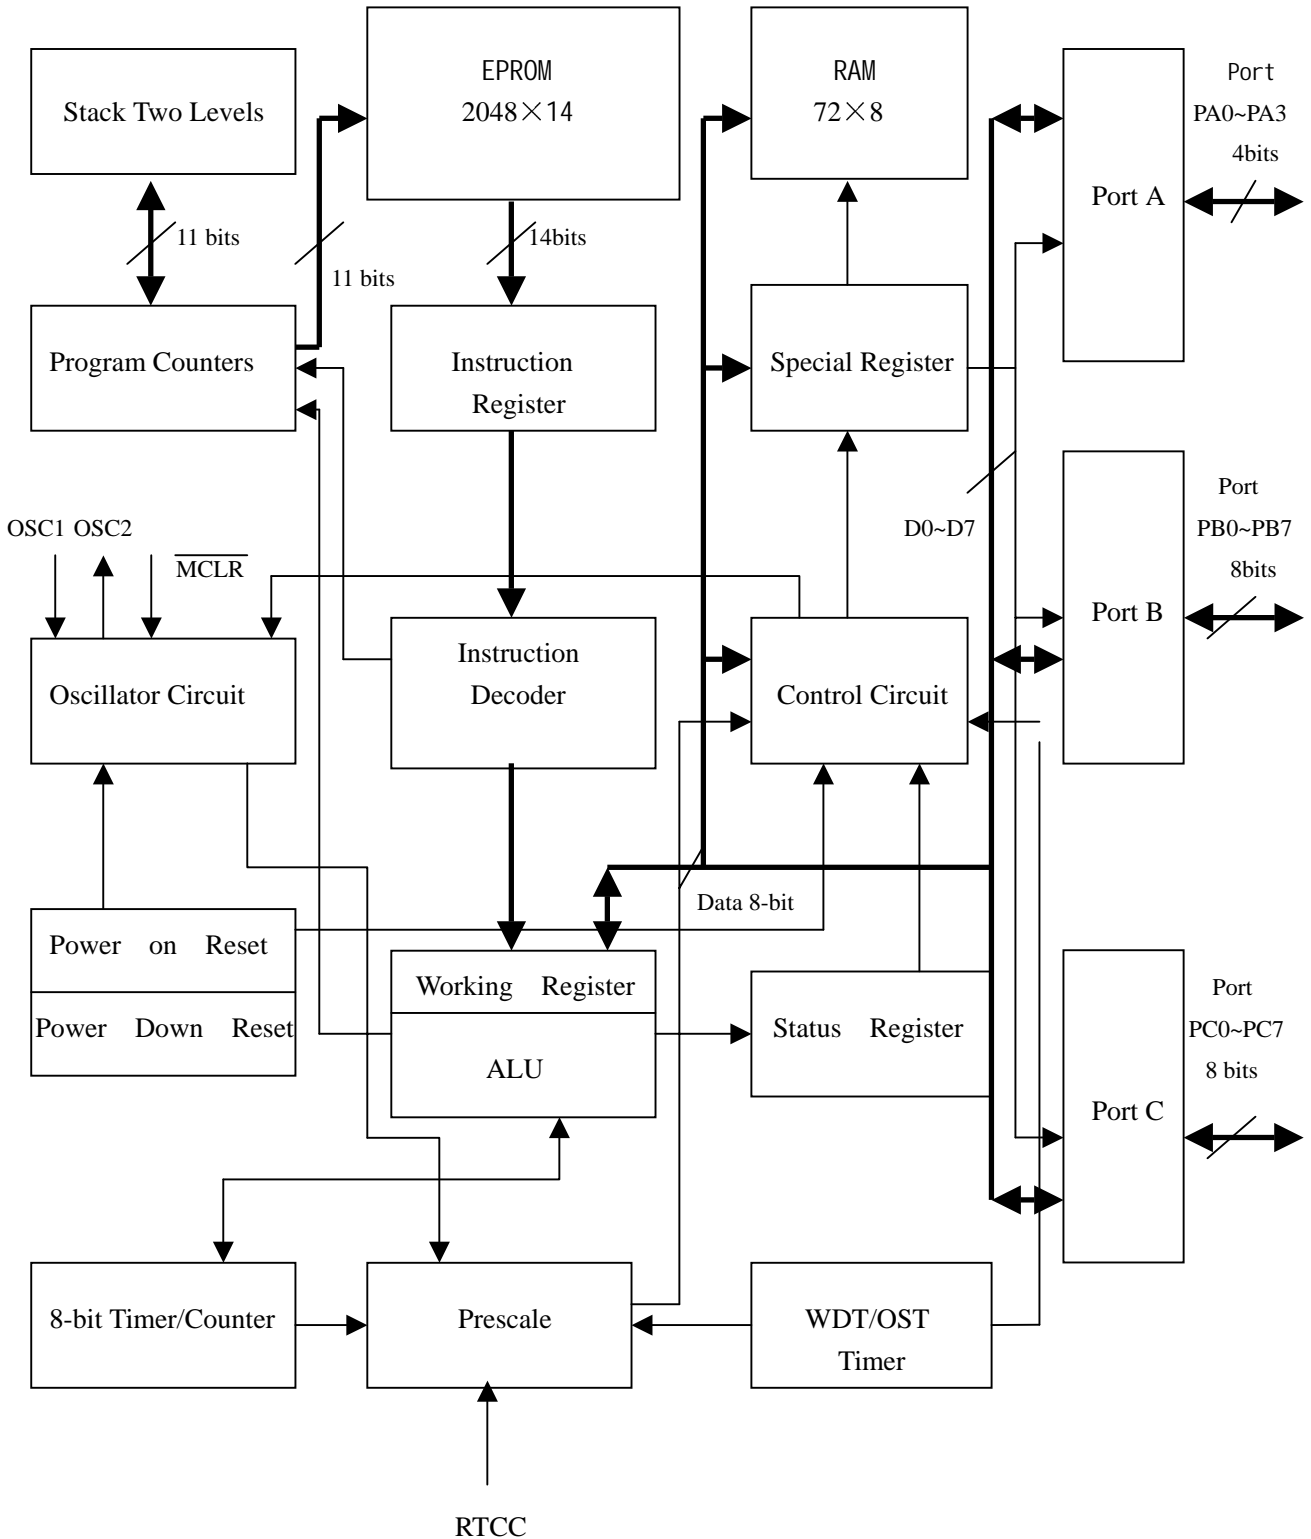 EPROM
2048×14
RAM
72×8
Stack Two Levels
Port
PA0~PA3
4bits
Port A
11 bits
11 bits
14bits
Program Counters
Instruction
Register
Special Register
D0~D7
Port
PB0~PB7
8bits
Port B
OSC1 OSC2
MCLR
Oscillator Circuit
Instruction
Decoder
Control Circuit
Data 8-bit
Power on Reset
Power Down Reset
Working Register
ALU
Status Register
Port
PC0~PC7
8 bits
Port C
8-bit Timer/Counter
Prescale
WDT/OST
Timer
RTCC